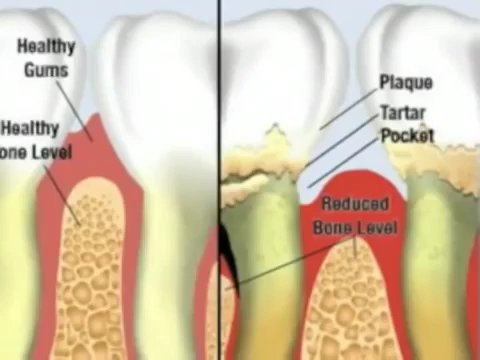 Healthy
Gums
Healthy
one Level
Plaque
Tartar
Pocket
Reduced
Bone Level